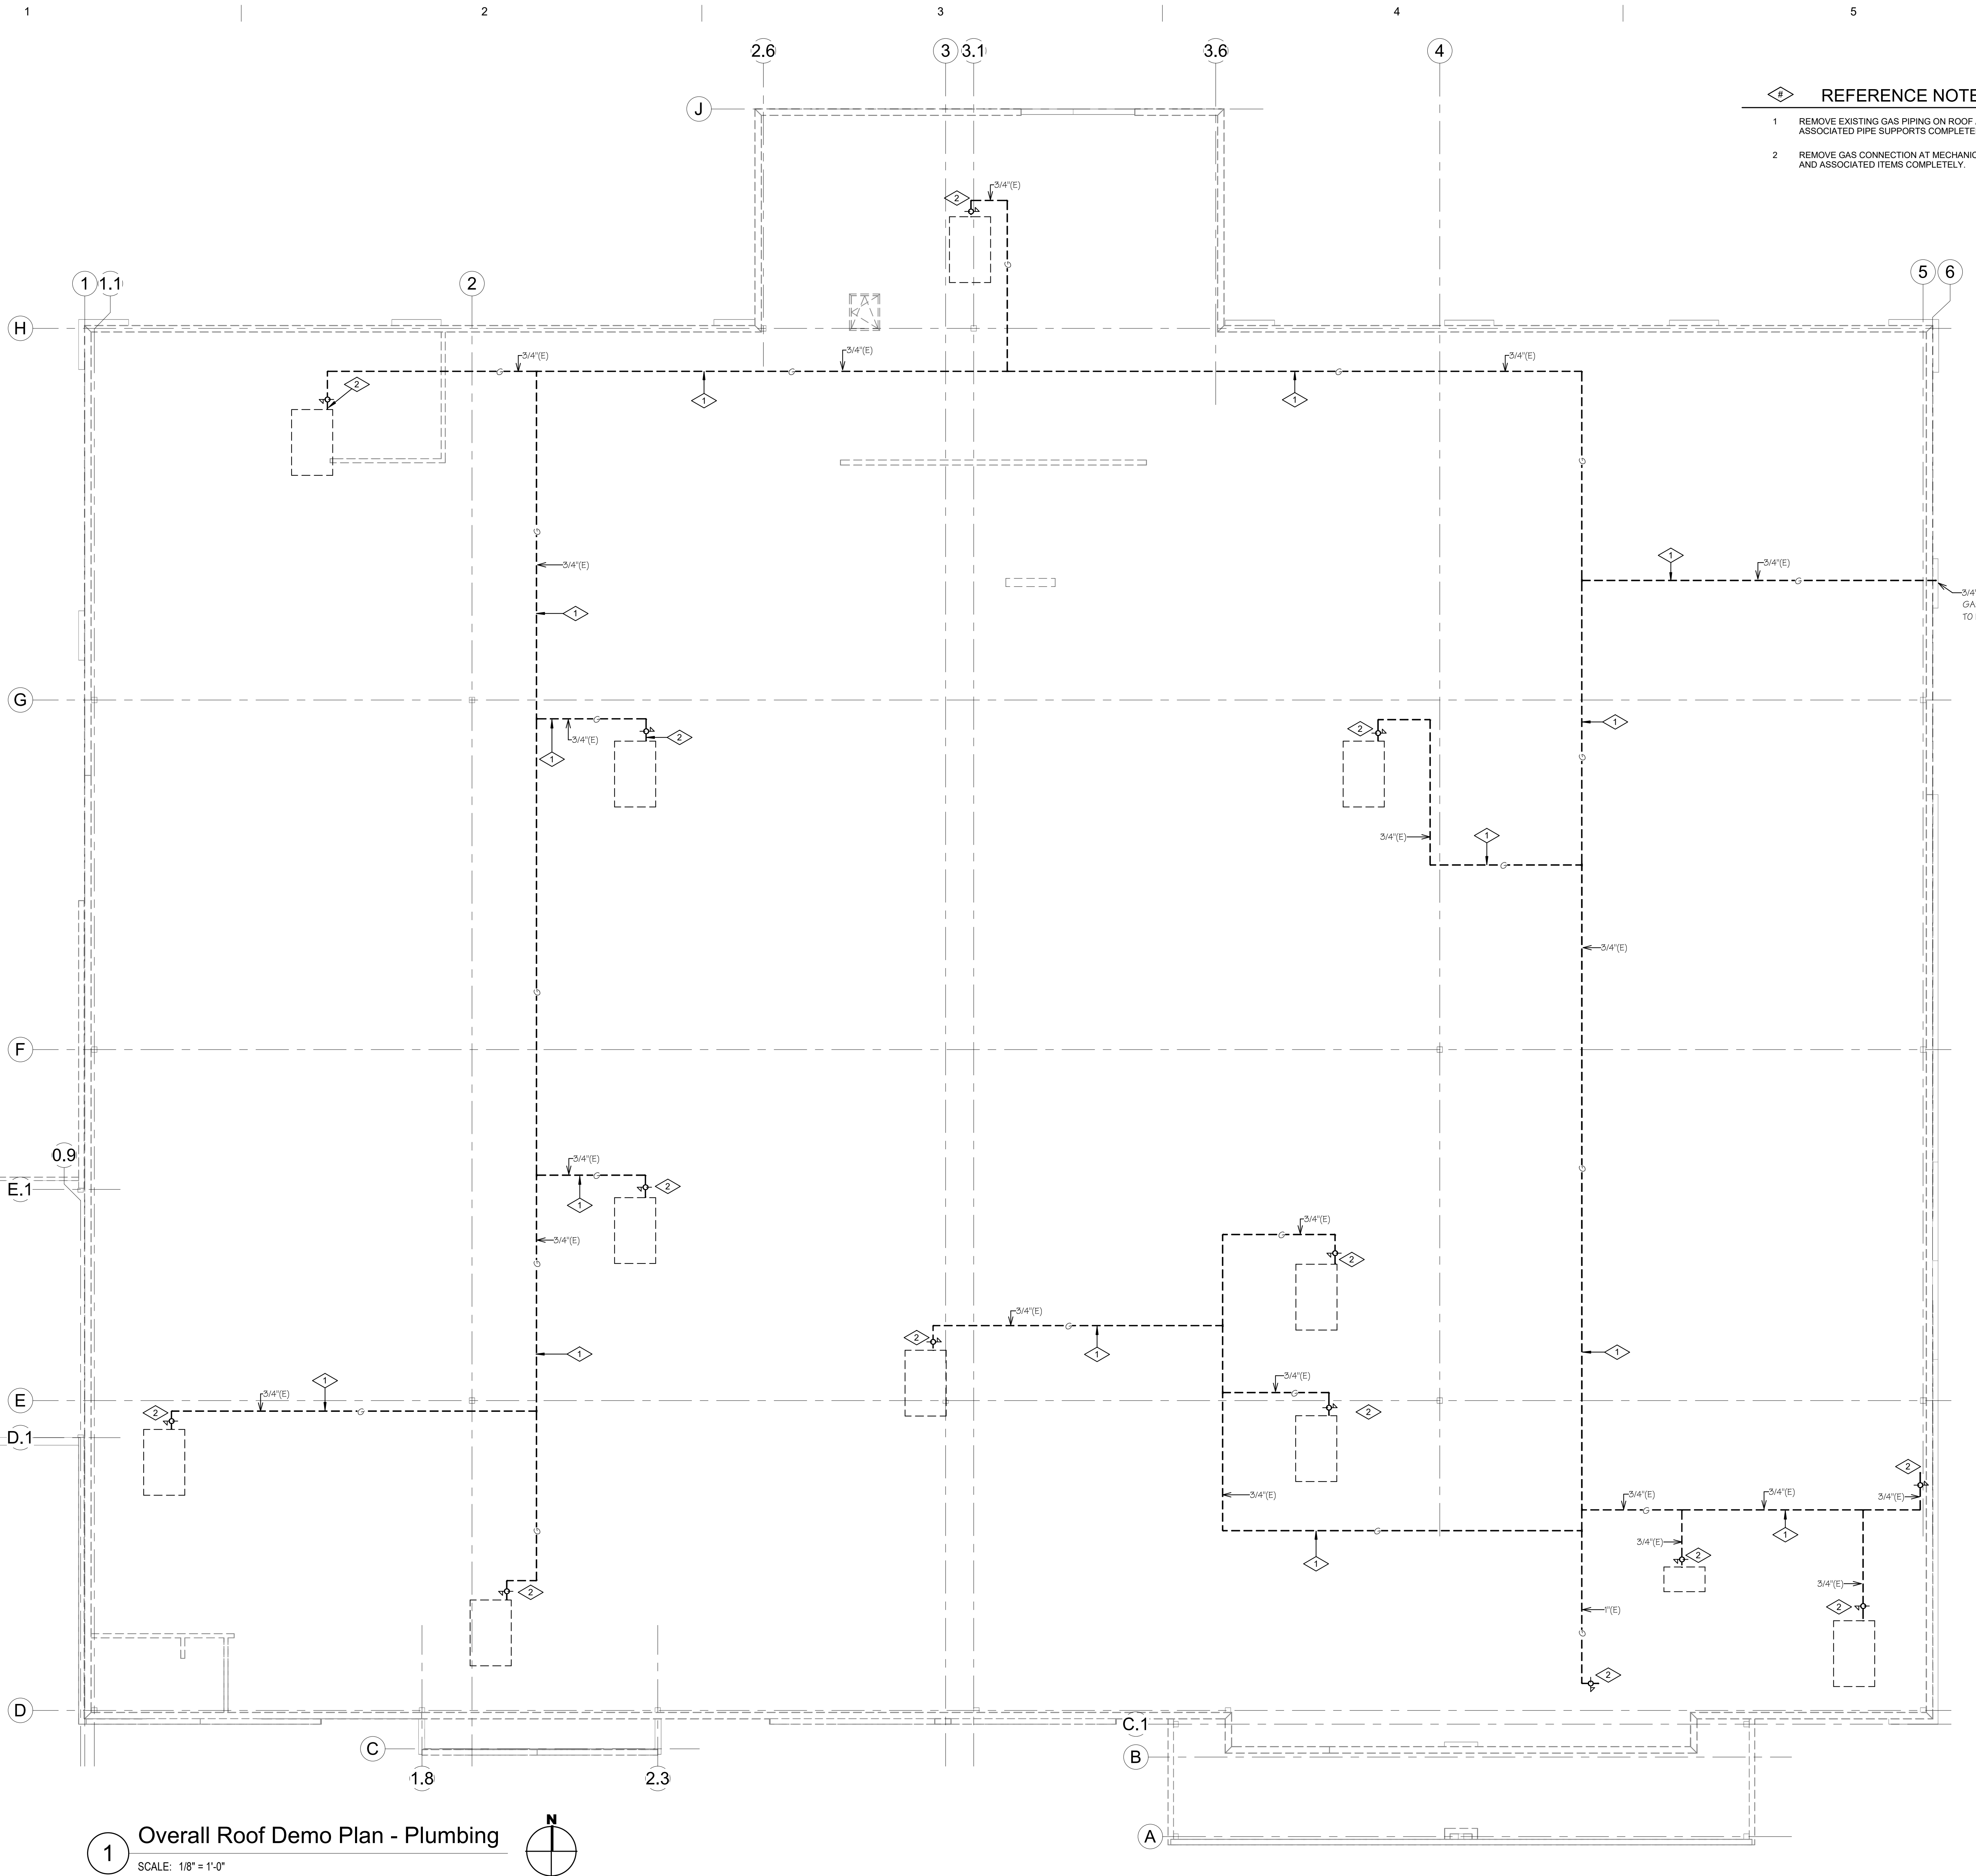 1 2 3 4 5
2.6 3 3.1 3.6 4
J
# REFERENCE NOTE
1 REMOVE EXISTING GAS PIPING ON ROOF
ASSOCIATED PIPE SUPPORTS COMPLETE
2 REMOVE GAS CONNECTION AT MECHANIC
AND ASSOCIATED ITEMS COMPLETELY.
3/4"(E)
2
G
1 1.1 2 5 6
H
3/4"(E) 3/4"(E) 3/4"(E)
G G G
2 1 1
G
G
3/4"(E) 1 3/4"(E)
G
3/4"
GA
TO
1
G
G 2 1
3/4"(E) 2
1
G
3/4"(E) 1
G
3/4"(E)
G
F
0.9
3/4"(E)
G G
2
E.1
1
3/4"(E)
3/4"(E)
G G
2
3/4"(E)
G
2
1 1 1
3/4"(E)
1
3/4"(E)
G
E
2 G 2
D.1
2
3/4"(E) 3/4"(E) 3/4"(E) 3/4"(E)
G
G G 1
3/4"(E)
2
1
3/4"(E)
2
2
1"(E)
G
2
D
C.1
C
B
1.8 2.3
N
1 Overall Roof Demo Plan - Plumbing
SCALE: 1/8" = 1'-0"
A